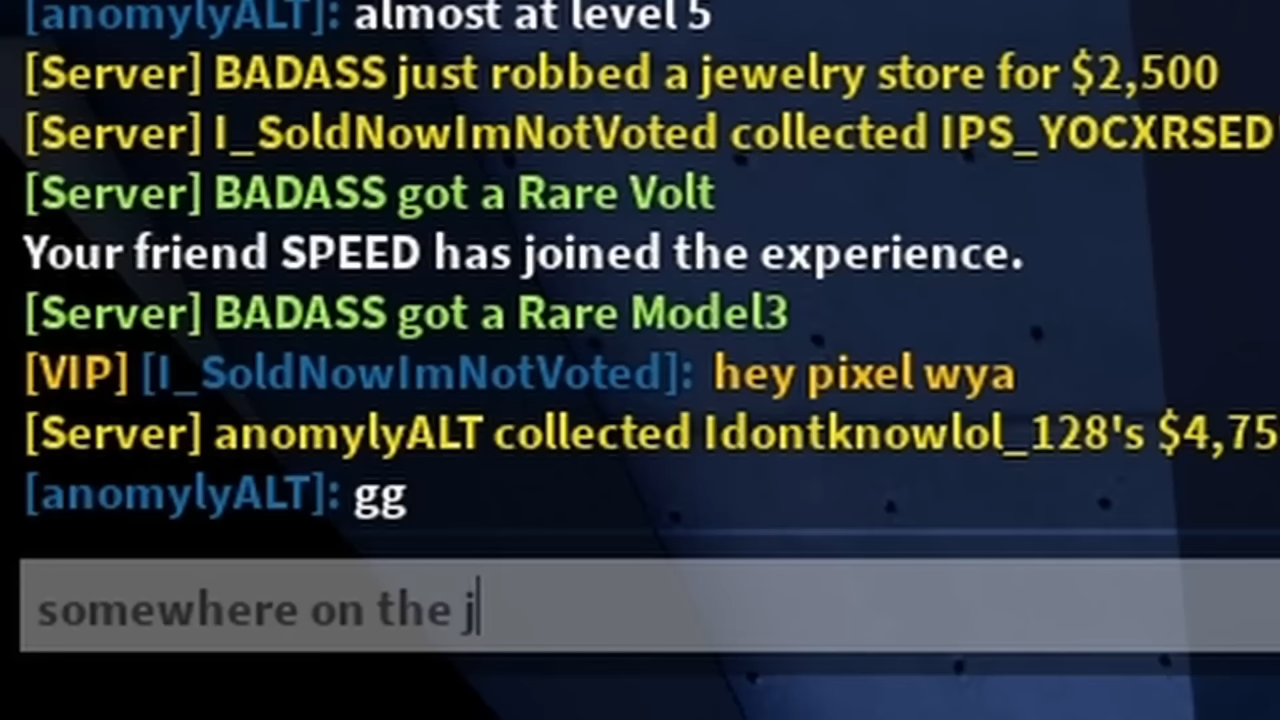 [anomylyALT]: almost at level 5
[Server] BADASS just robbed a jewelry store for $2,500
[Server] I_SoldNowImNotVoted collected IPS_YOCXRSED
[Server] BADASS got a Rare Volt
Your friend SPEED has joined the experience.
[Server] BADASS got a Rare Model3
[VIP] [I_SoldNowImNotVoted]: hey pixel wya
[Server] anomylyALT collected Idontknowlol_128's $4,75
[anomylyALT]: gg
somewhere on the j